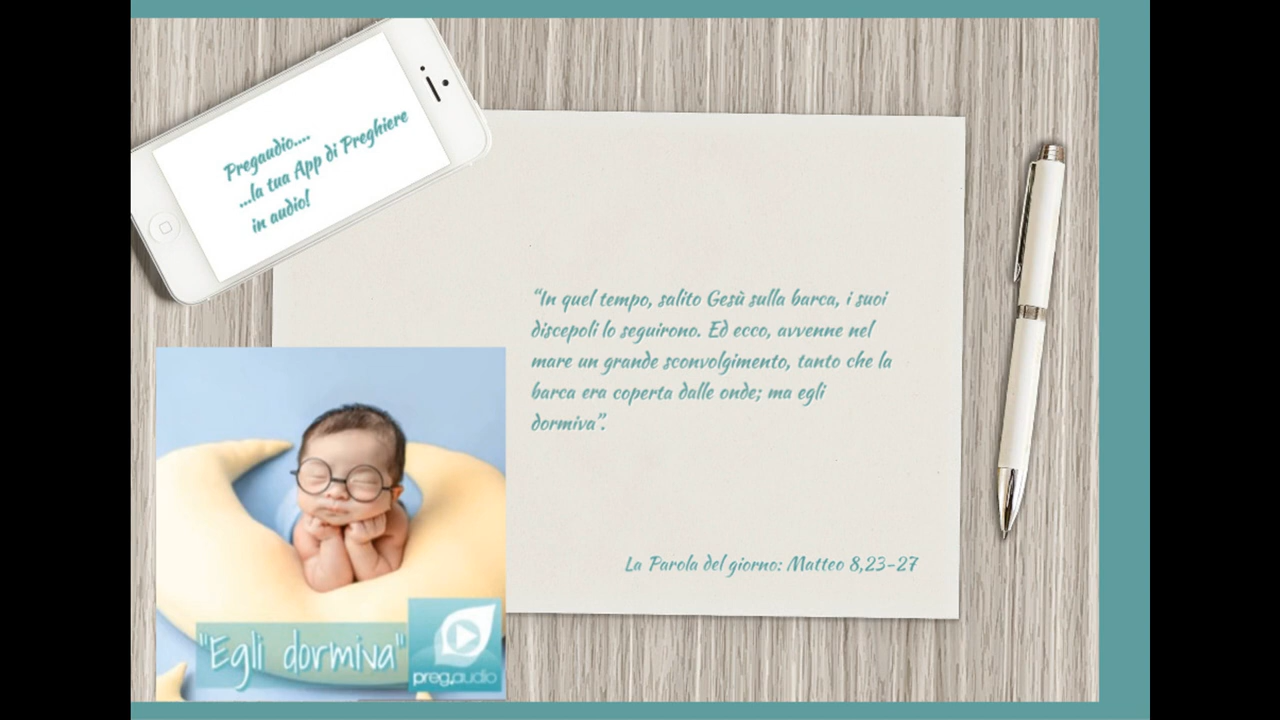 Pregaudio....
...la tua App di Preghiere
in audio!
“In quel tempo, salito Gesù sulla barca, i suoi
discepoli lo seguirono. Ed ecco, avvenne nel
mare un grande sconvolgimento, tanto che la
barca era coperta dalle onde; ma egli
dormiva”.
La Parola del giorno: Matteo 8,23-27
"Egli dormiva"
preg.audio